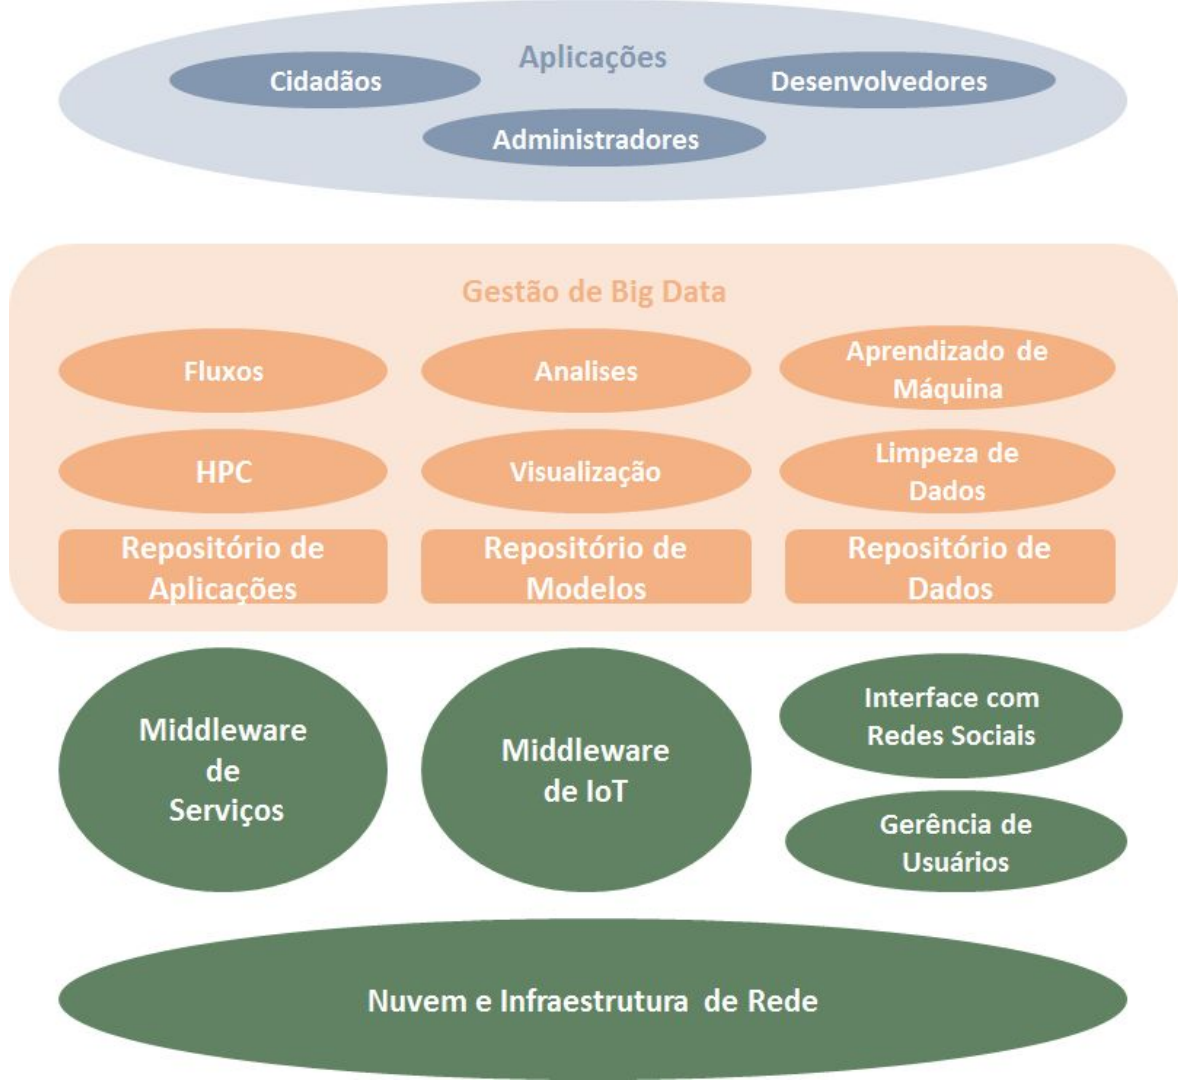 Aplicações
Cidadãos
Desenvolvedores
Administradores
Gestão de Big Data
Fluxos
Analises
Aprendizado de
Máquina
HPC
Visualização
Limpeza de
Dados
Repositório de
Aplicações
Repositório de
Modelos
Repositório de
Dados
Middleware
de
Serviços
Middleware
de IoT
Interface com
Redes Sociais
Gerência de
Usuários
Nuvem e Infraestrutura de Rede